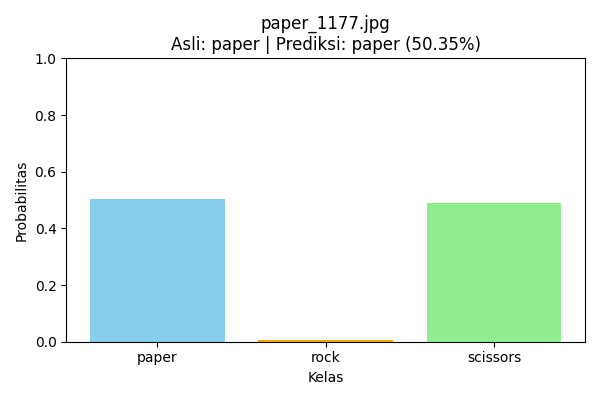 paper_1177.jpg
Asli: paper | Prediksi: paper (50.35%)
1.0
0.8
0.6
0.4
0.2
0.0
Probabilitas
paper rock scissors
Kelas